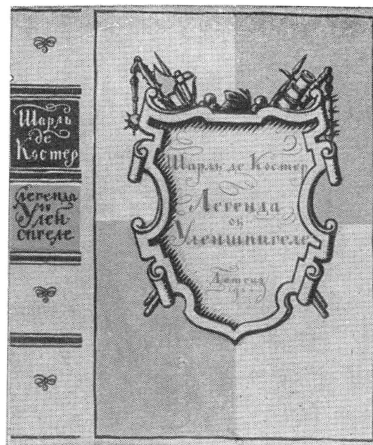 Шарль
де
Костер
Легенда
об
Улен
шпигеле
Шарль де Костер
Легенда
об
Уленшпигеле
Детгиз